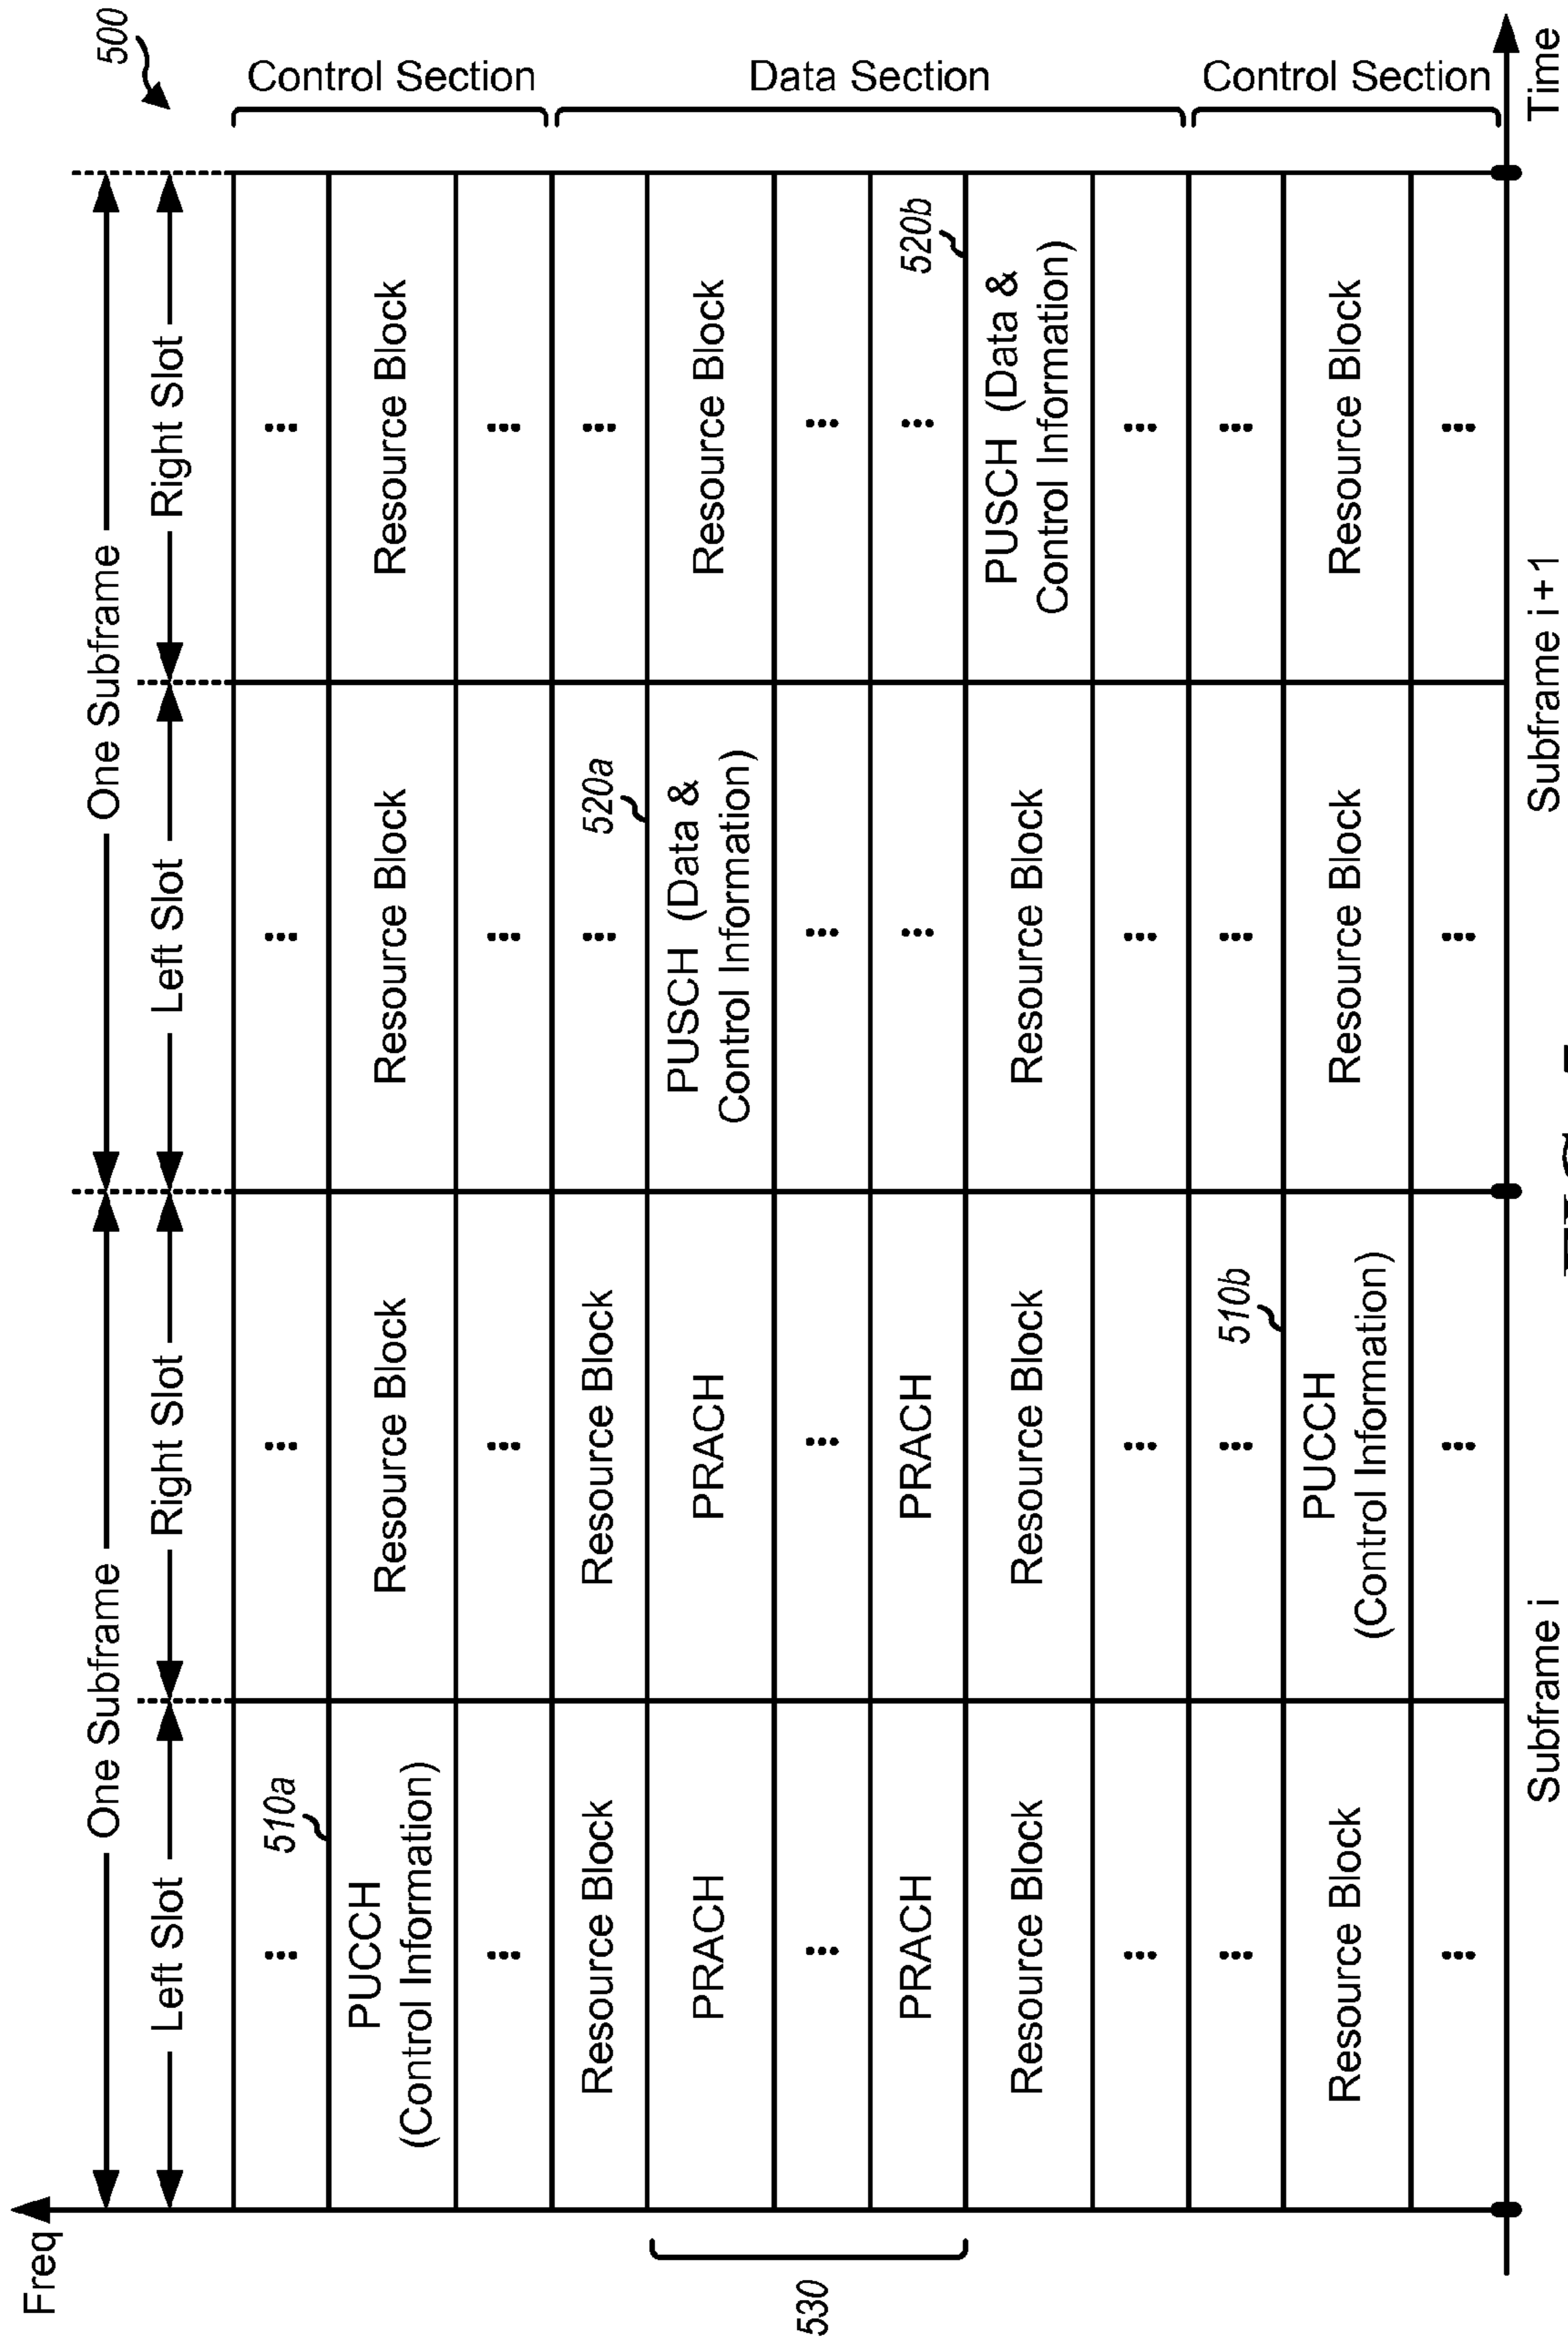 500
Freq
One Subframe
One Subframe
Left Slot
Right Slot
Left Slot
Right Slot
Control Section
Data Section
Control Section
530
⋮
⋮
⋮
⋮
510a
PUCCH
(Control Information)
Resource Block
Resource Block
Resource Block
⋮
⋮
⋮
⋮
Resource Block
Resource Block
⋮
⋮
520a
PRACH
PRACH
PUSCH (Data &
Control Information)
Resource Block
⋮
⋮
⋮
⋮
PRACH
PRACH
⋮
⋮
520b
Resource Block
Resource Block
Resource Block
PUSCH (Data &
Control Information)
⋮
⋮
⋮
⋮
⋮
⋮
⋮
⋮
510b
Resource Block
PUCCH
(Control Information)
Resource Block
Resource Block
⋮
⋮
⋮
⋮
Subframe i
Subframe i + 1
Time